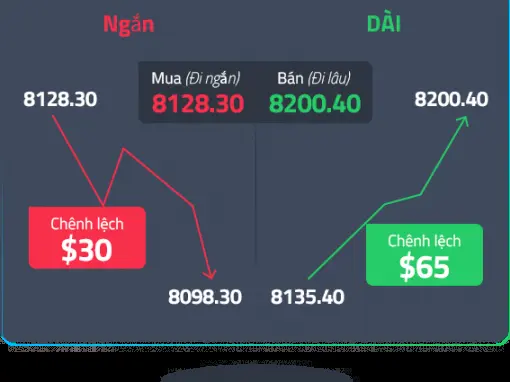 Ngắn
DÀI
Mua (Đi ngắn)
Bán (Đi lâu)
8128.30
8200.40
8128.30
8200.40
Chênh lệch
$30
Chênh lệch
$65
8098.30
8135.40